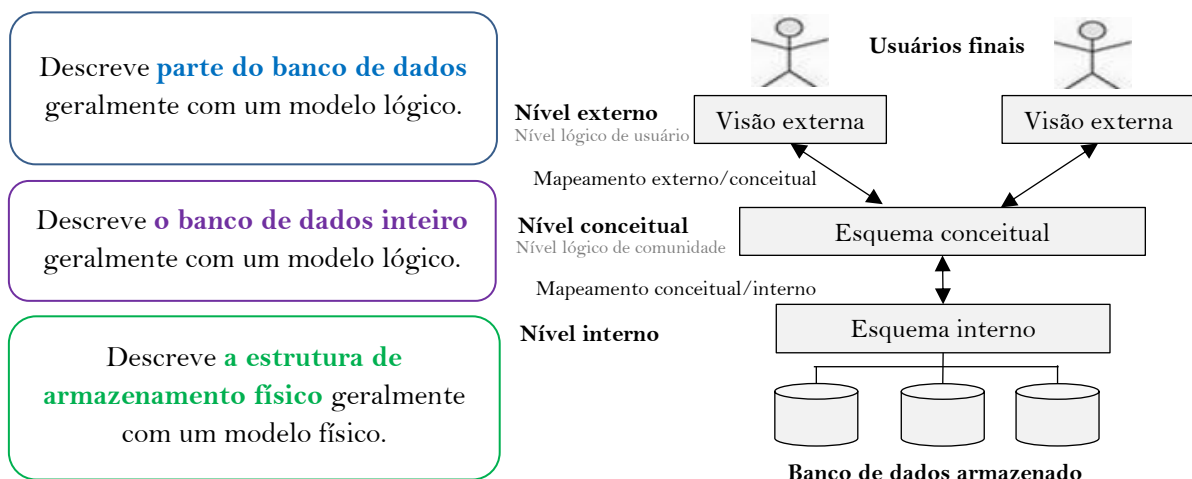 Descreve parte do banco de dados
geralmente com um modelo lógico.
Descreve o banco de dados inteiro
geralmente com um modelo lógico.
Descreve a estrutura de
armazenamento físico geralmente
com um modelo físico.
Usuários finais
Nível externo
Nível lógico de usuário
Visão externa
Visão externa
Mapeamento externo/conceitual
Nível conceitual
Nível lógico de comunidade
Esquema conceitual
Mapeamento conceitual/interno
Nível interno
Esquema interno
Banco de dados armazenado